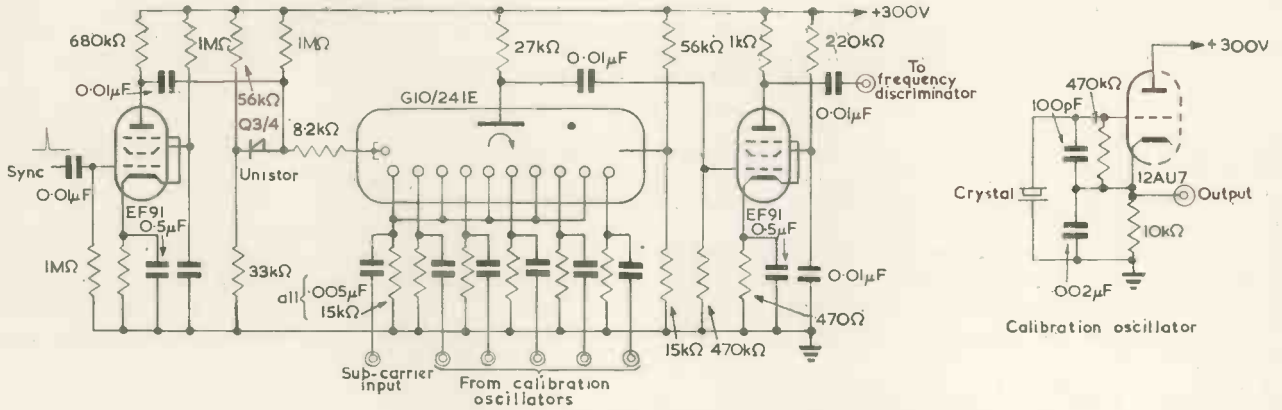 +300V
680kΩ
1MΩ
1MΩ
27kΩ
0·01μF
56kΩ
1kΩ
220kΩ
To
frequency
discriminator
0·01μF
0·01μF
56kΩ
Q3/4
8·2kΩ
G10/241E
Unistor
Sync
0·01μF
EF91
0·5μF
1MΩ
33kΩ
all
·005μF
15kΩ
EF91
0·5μF
0·01μF
470Ω
15kΩ
470kΩ
Sub-carrier
input
From calibration
oscillators
+300V
470kΩ
100pF
12AU7
Crystal
Output
10kΩ
·002μF
Calibration oscillator